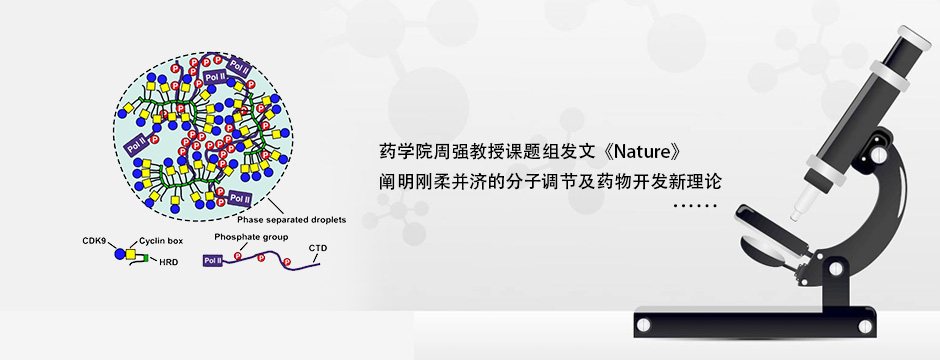 Pol II
P
Pol II
Pol II
Pol II
Phase separated droplets
CDK9
Cyclin box
HRD
Phosphate group
Pol II
P
P
P
CTD
药学院周强教授课题组发文《Nature》
阐明刚柔并济的分子调节及药物开发新理论
······